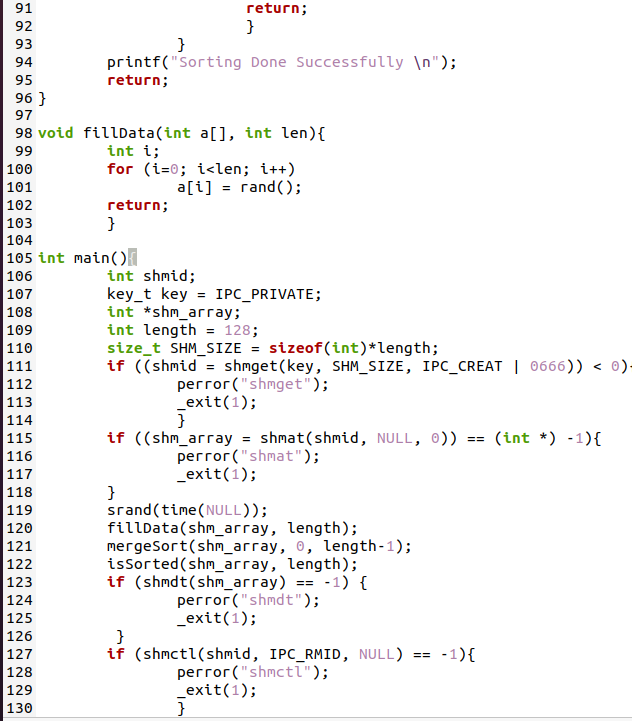 91 return;
92 }
93 }
94 printf("Sorting Done Successfully \n");
95 return;
96 }
97
98 void fillData(int a[], int len){
99 int i;
100 for (i=0; i<len; i++)
101 a[i] = rand();
102 return;
103 }
104
105 int main(){
106 int shmid;
107 key_t key = IPC_PRIVATE;
108 int *shm_array;
109 int length = 128;
110 size_t SHM_SIZE = sizeof(int)*length;
111 if ((shmid = shmget(key, SHM_SIZE, IPC_CREAT | 0666)) < 0)
112 perror("shmget");
113 _exit(1);
114 }
115 if ((shm_array = shmat(shmid, NULL, 0)) == (int *) -1){
116 perror("shmat");
117 _exit(1);
118 }
119 srand(time(NULL));
120 fillData(shm_array, length);
121 mergeSort(shm_array, 0, length-1);
122 isSorted(shm_array, length);
123 if (shmdt(shm_array) == -1) {
124 perror("shmdt");
125 _exit(1);
126 }
127 if (shmctl(shmid, IPC_RMID, NULL) == -1){
128 perror("shmctl");
129 _exit(1);
130 }